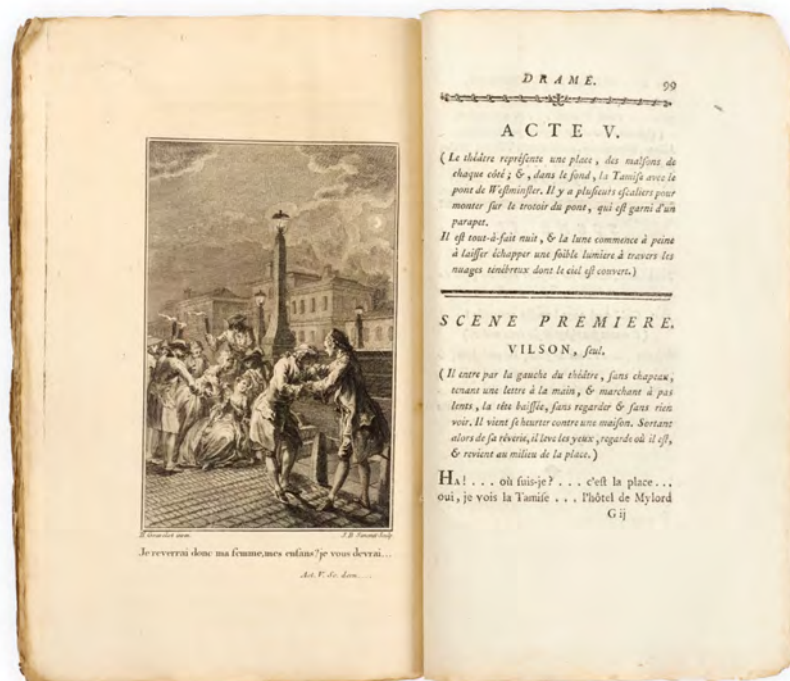 H. Gravelot inv.
J. B. Simonet Sculp.
Je reverrai donc ma femme, mes enfans? je vous devrai...
Act. V. Sc. dern....
DRAME. 99
ACTE V.
( Le théâtre repréſente une place, des maiſons de
chaque côté ; &, dans le fond, la Tamiſe avec le
pont de Weſtminſter. Il y a pluſieurs eſcaliers pour
monter ſur le trotoir du pont, qui eſt garni d'un
parapet.
Il eſt tout-à-fait nuit, & la lune commence à peine
à laiſſer échapper une foible lumiere à travers les
nuages ténébreux dont le ciel eſt couvert.)
SCENE PREMIERE.
VILSON, ſeul.
( Il entre par la gauche du théâtre, ſans chapeau,
tenant une lettre à la main, & marchant à pas
lents, la tête baiſſée, ſans regarder & ſans rien
voir. Il vient ſe heurter contre une maiſon. Sortant
alors de ſa rêverie, il leve les yeux, regarde où il eſt,
& revient au milieu de la place.)
HA! . . . où ſuis-je? . . . c'eſt la place...
oui, je vois la Tamiſe . . . l'hôtel de Mylord
G ij